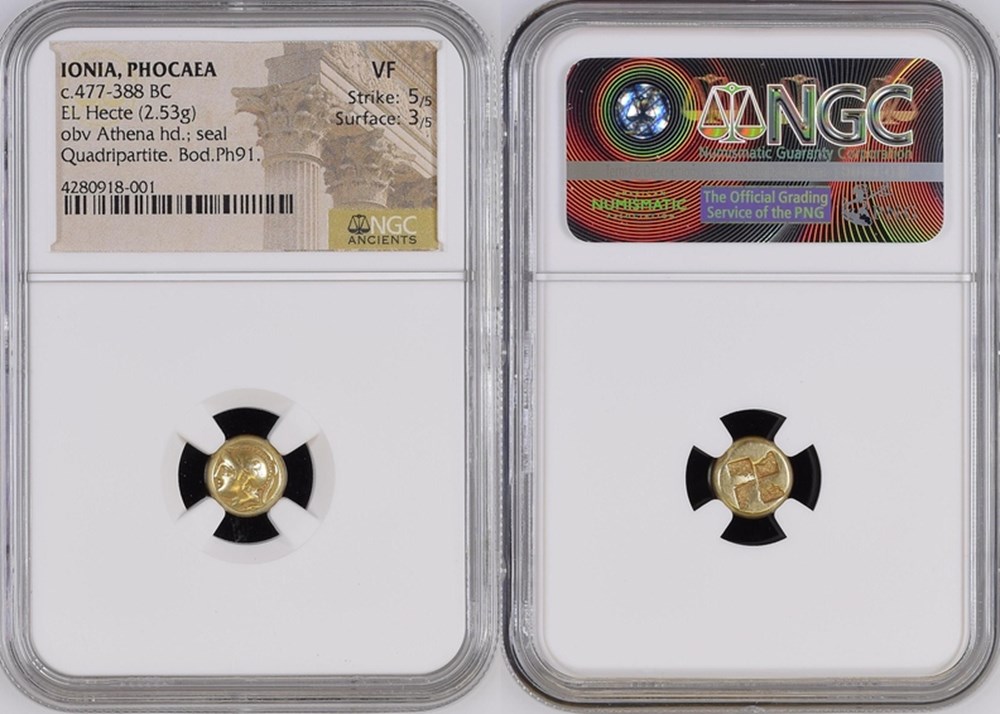 IONIA, PHOCAEA
c.477-388 BC
EL Hecte (2.53g)
obv Athena hd.; seal
Quadripartite. Bod.Ph91.
4280918-001
VF
Strike: 5/5
Surface: 3/5
NGC
ANCIENTS
NGC
Numismatic Guaranty Corporation
NUMISMATIC
The Official Grading
Service of the PNG